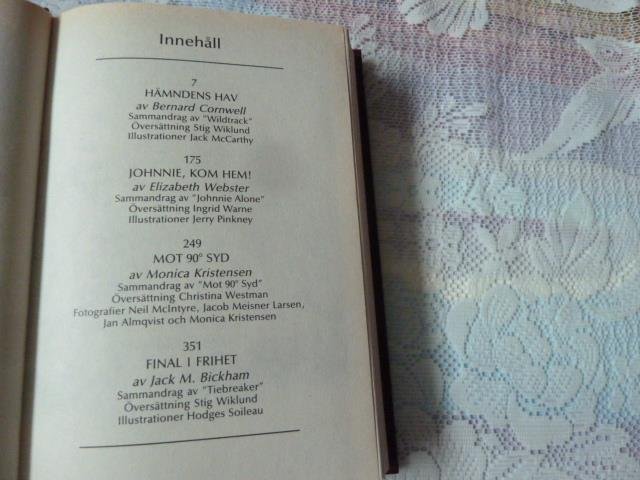 Innehåll
7
HÄMNDENS HAV
av Bernard Cornwell
Sammandrag av "Wildtrack"
Översättning Stig Wiklund
Illustrationer Jack McCarthy
175
JOHNNIE, KOM HEM!
av Elizabeth Webster
Sammandrag av "Johnnie Alone"
Översättning Ingrid Warne
Illustrationer Jerry Pinkney
249
MOT 90° SYD
av Monica Kristensen
Sammandrag av "Mot 90° Syd"
Översättning Christina Westman
Fotografier Neil McIntyre, Jacob Meisner Larsen,
Jan Almqvist och Monica Kristensen
351
FINAL I FRIHET
av Jack M. Bickham
Sammandrag av "Tiebreaker"
Översättning Stig Wiklund
Illustrationer Hodges Soileau